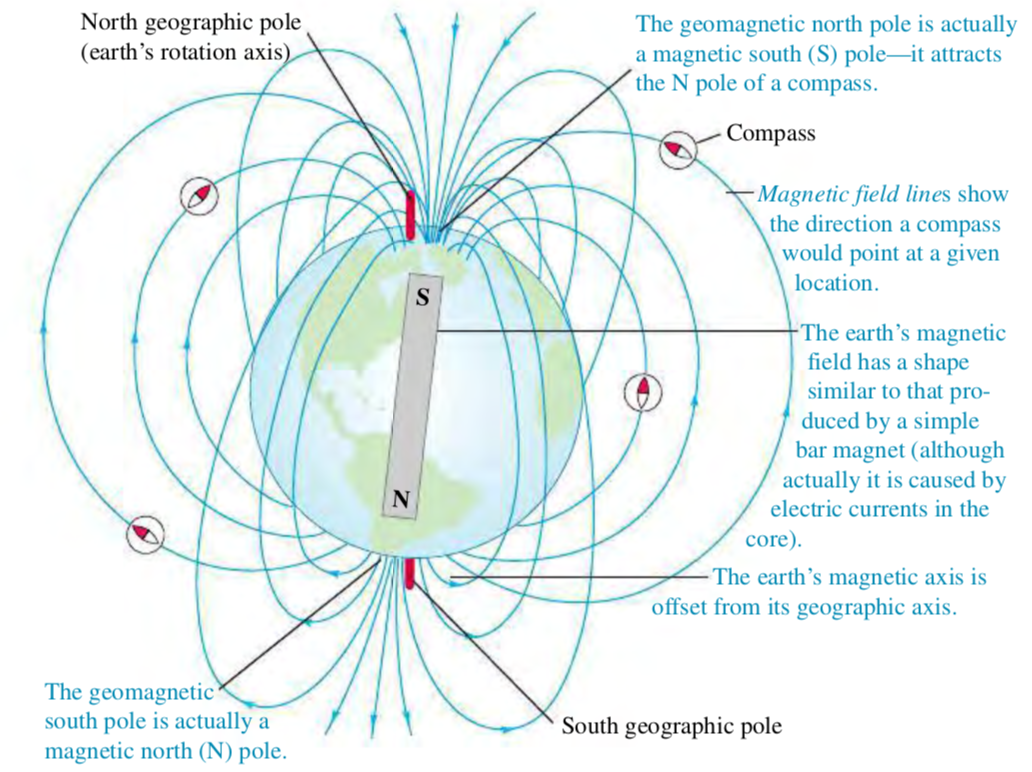 North geographic pole
(earth's rotation axis)
The geomagnetic north pole is actually
a magnetic south (S) pole—it attracts
the N pole of a compass.
Compass
Magnetic field lines show
the direction a compass
would point at a given
location.
S
The earth's magnetic
field has a shape
similar to that pro-
duced by a simple
bar magnet (although
actually it is caused by
electric currents in the
core).
N
The earth's magnetic axis is
offset from its geographic axis.
The geomagnetic
south pole is actually a
magnetic north (N) pole.
South geographic pole